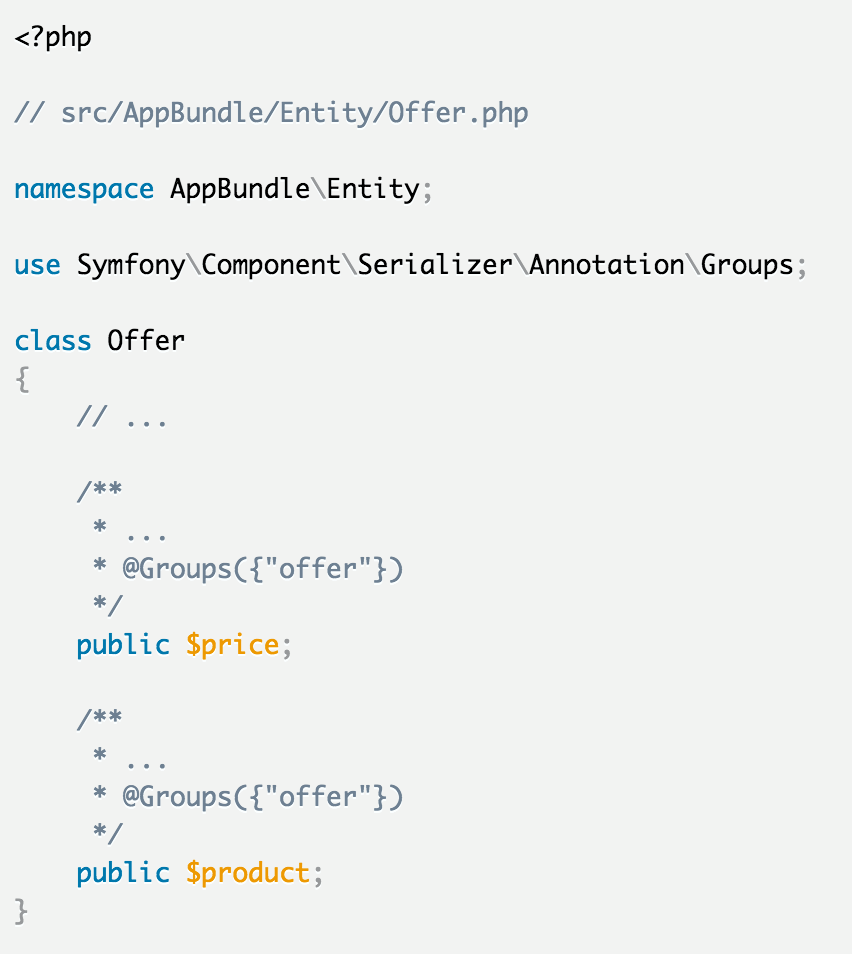 <?php
// src/AppBundle/Entity/Offer.php
namespace AppBundle\Entity;
use Symfony\Component\Serializer\Annotation\Groups;
class Offer
{
    // ...
    /**
     * ...
     * @Groups({"offer"})
     */
    public $price;
    /**
     * ...
     * @Groups({"offer"})
     */
    public $product;
}